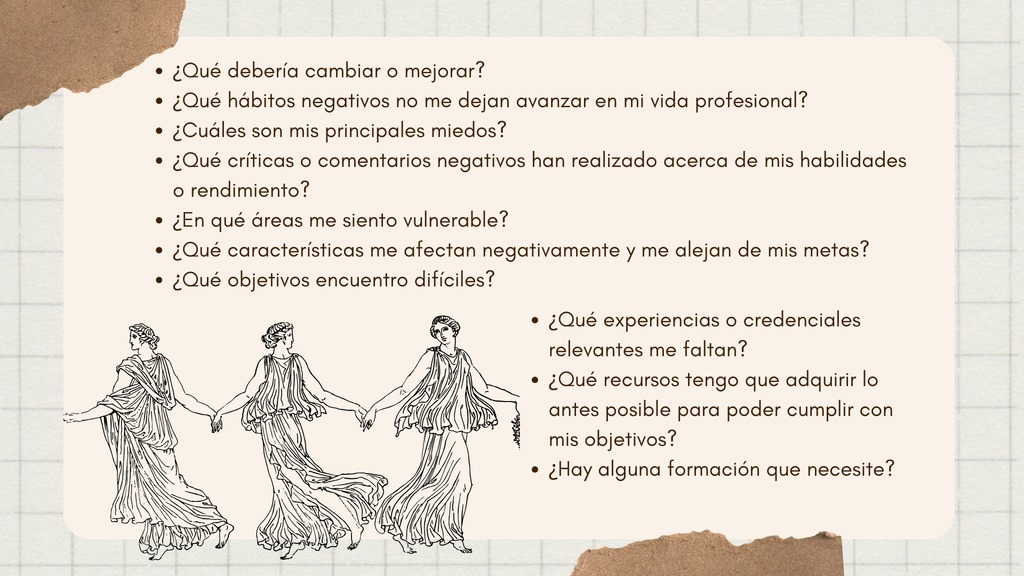 • ¿Qué debería cambiar o mejorar?
• ¿Qué hábitos negativos no me dejan avanzar en mi vida profesional?
• ¿Cuáles son mis principales miedos?
• ¿Qué críticas o comentarios negativos han realizado acerca de mis habilidades
o rendimiento?
• ¿En qué áreas me siento vulnerable?
• ¿Qué características me afectan negativamente y me alejan de mis metas?
• ¿Qué objetivos encuentro difíciles?
• ¿Qué experiencias o credenciales
relevantes me faltan?
• ¿Qué recursos tengo que adquirir lo
antes posible para poder cumplir con
mis objetivos?
• ¿Hay alguna formación que necesite?